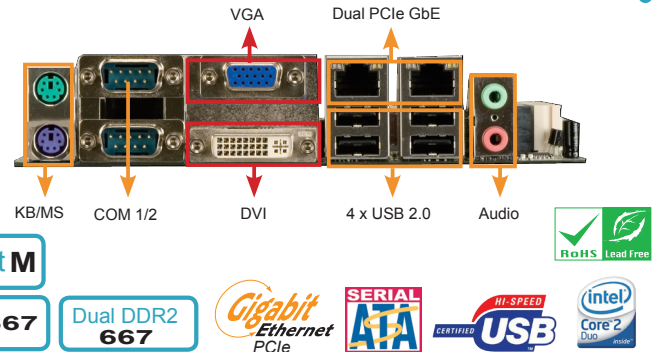 VGA
Dual PCIe GbE
KB/MS
COM 1/2
DVI
4 x USB 2.0
Audio
RoHS
Lead Free
t M
67
Dual DDR2
667
Gigabit
Ethernet
PCIe
SERIAL
ATA
HI-SPEED
CERTIFIED
USB
intel
Core 2
Duo
inside